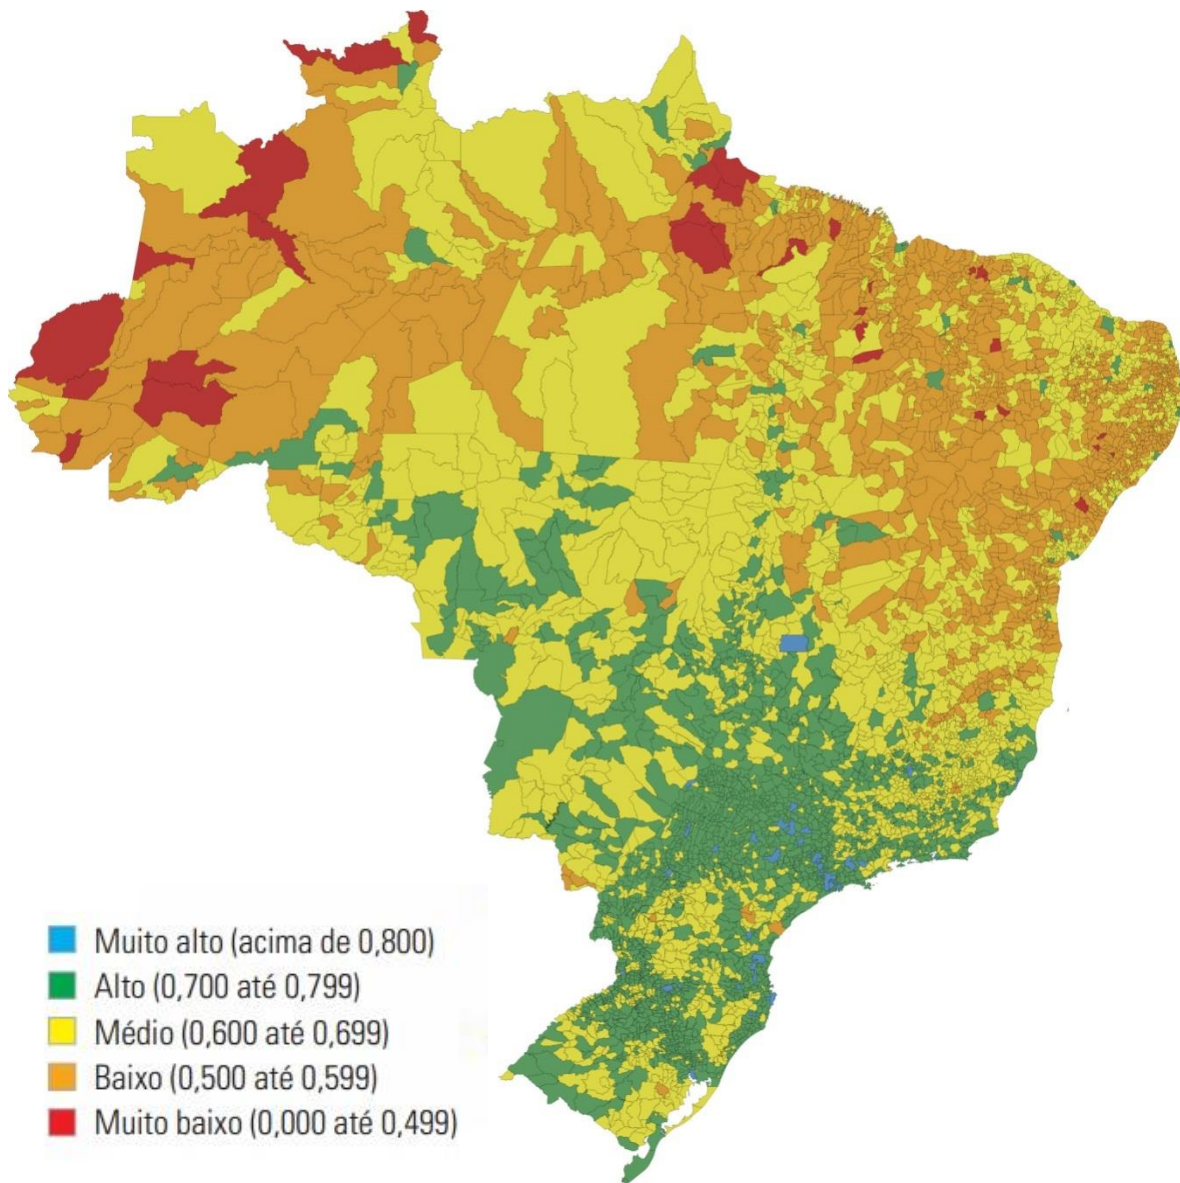 Muito alto (acima de 0,800)
Alto (0,700 até 0,799)
Médio (0,600 até 0,699)
Baixo (0,500 até 0,599)
Muito baixo (0,000 até 0,499)